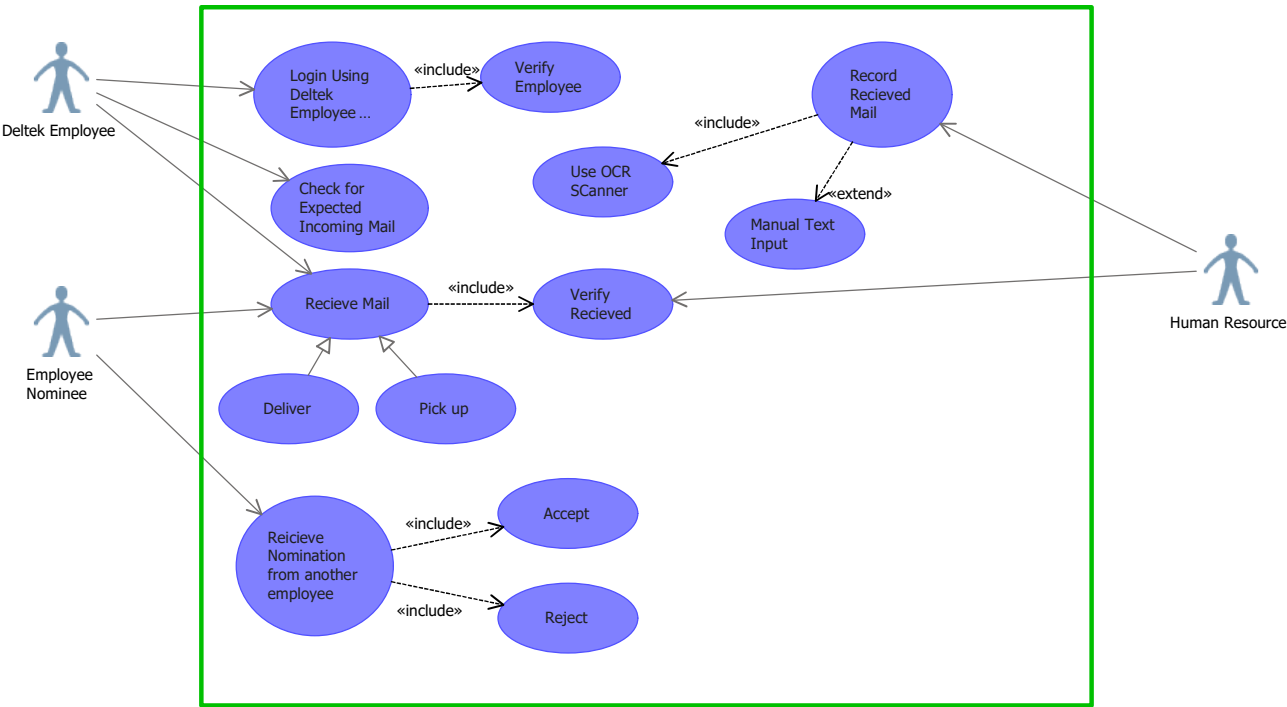 Deltek Employee
Login Using
Deltek
Employee ...
«include»
Verify
Employee
Record
Recieved
Mail
«include»
Use OCR
SCanner
«extend»
Manual Text
Input
Check for
Expected
Incoming Mail
Recieve Mail
«include»
Verify
Recieved
Human Resource
Employee
Nominee
Deliver
Pick up
Reicieve
Nomination
from another
employee
«include»
Accept
«include»
Reject